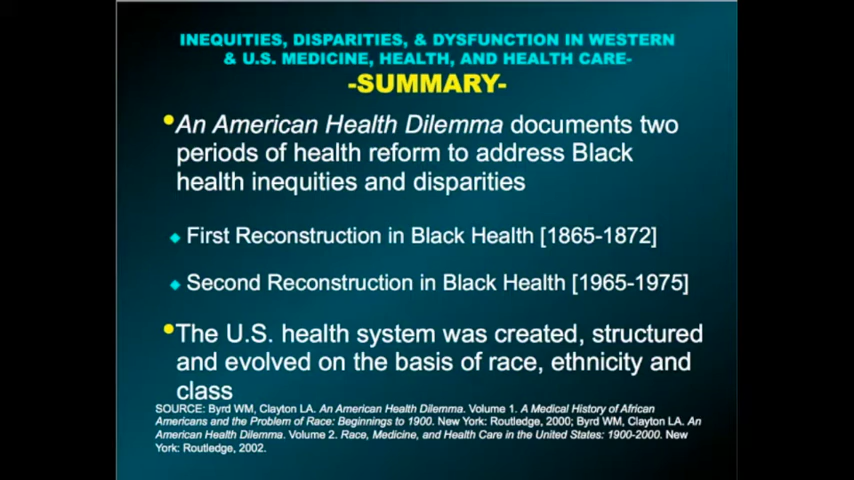 INEQUITIES, DISPARITIES, & DYSFUNCTION IN WESTERN
& U.S. MEDICINE, HEALTH, AND HEALTH CARE-
-SUMMARY-
•An American Health Dilemma documents two
periods of health reform to address Black
health inequities and disparities
◆ First Reconstruction in Black Health [1865-1872]
◆ Second Reconstruction in Black Health [1965-1975]
•The U.S. health system was created, structured
and evolved on the basis of race, ethnicity and
class
SOURCE: Byrd WM, Clayton LA. An American Health Dilemma. Volume 1. A Medical History of African
Americans and the Problem of Race: Beginnings to 1900. New York: Routledge, 2000; Byrd WM, Clayton LA. An
American Health Dilemma. Volume 2. Race, Medicine, and Health Care in the United States: 1900-2000. New
York: Routledge, 2002.